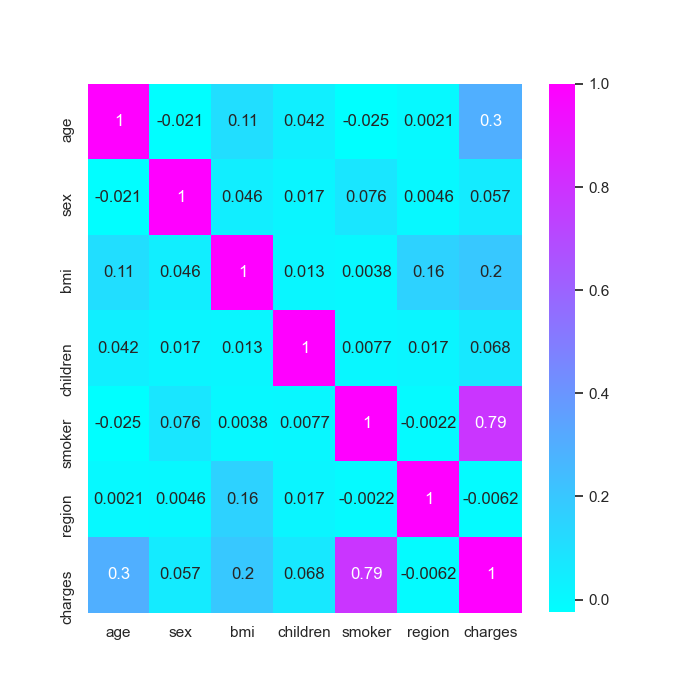 age 1 -0.021 0.11 0.042 -0.025 0.0021 0.3
sex -0.021 1 0.046 0.017 0.076 0.0046 0.057
bmi 0.11 0.046 1 0.013 0.0038 0.16 0.2
children 0.042 0.017 0.013 1 0.0077 0.017 0.068
smoker -0.025 0.076 0.0038 0.0077 1 -0.0022 0.79
region 0.0021 0.0046 0.16 0.017 -0.0022 1 -0.0062
charges 0.3 0.057 0.2 0.068 0.79 -0.0062 1
age sex bmi children smoker region charges
1.0
0.8
0.6
0.4
0.2
0.0